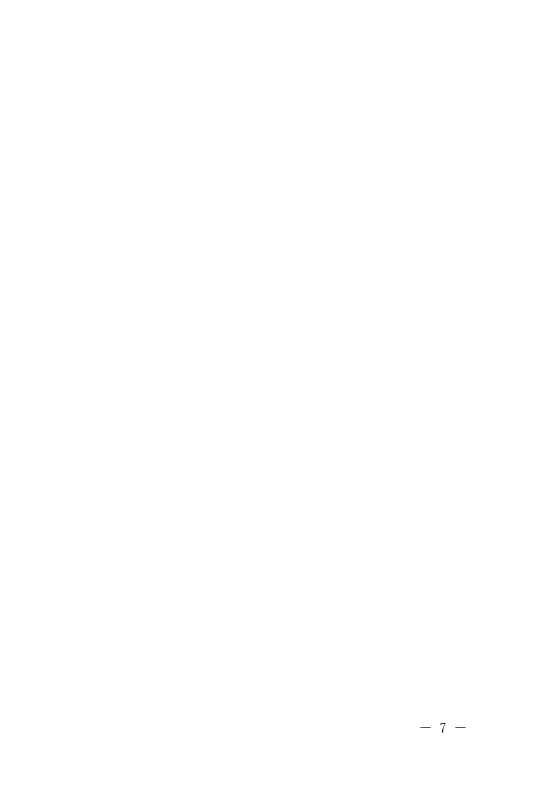 — 7 —